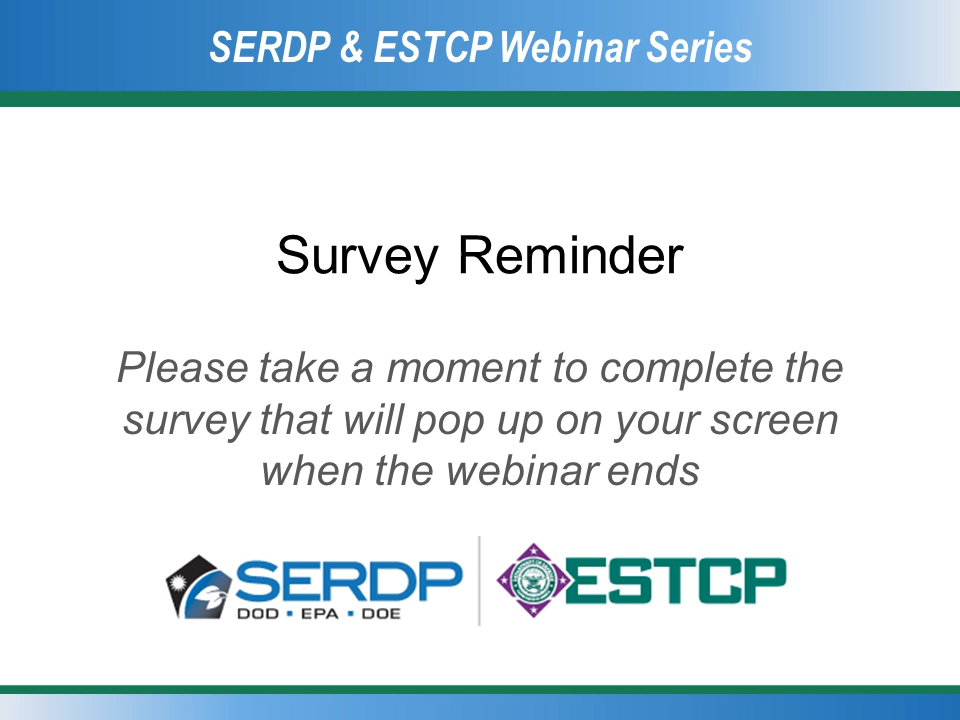 SERDP & ESTCP Webinar Series
Survey Reminder
Please take a moment to complete the
survey that will pop up on your screen
when the webinar ends
SERDP
DOD • EPA • DOE
ESTCP